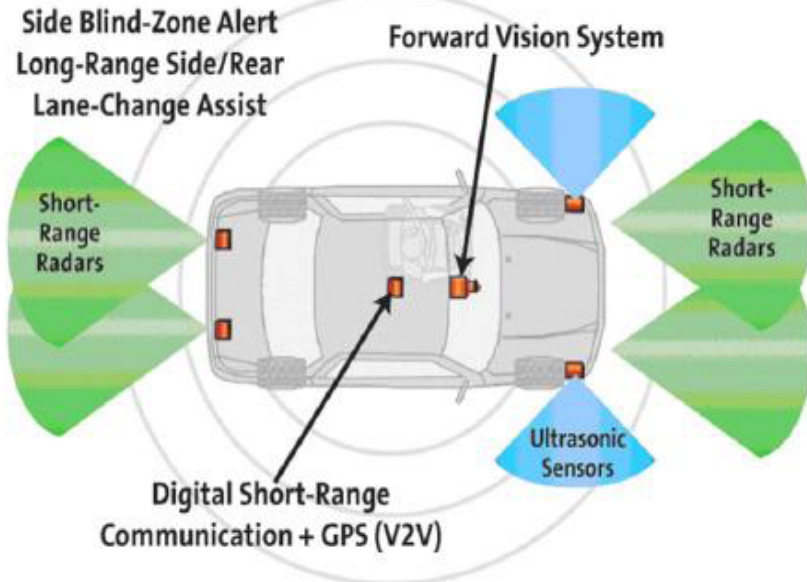 Side Blind-Zone Alert
Long-Range Side/Rear
Lane-Change Assist
Forward Vision System
Short-
Range
Radars
Short-
Range
Radars
Ultrasonic
Sensors
Digital Short-Range
Communication + GPS (V2V)